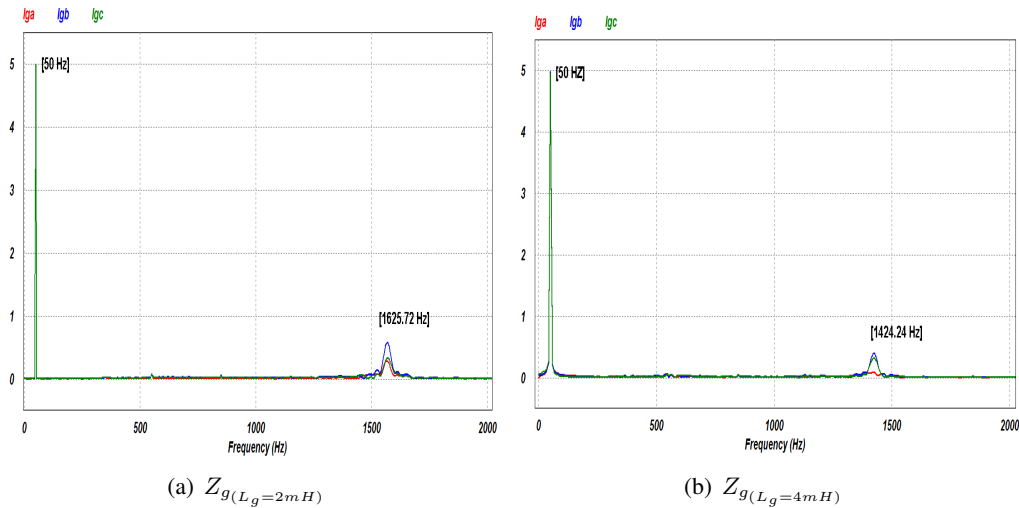 Iga Igb Igc
[50 Hz]
5
4
3
2
1
0
[1625.72 Hz]
0 500 1000 1500 2000
Frequency (Hz)
(a) Z_{g_{(L_g=2mH)}}
Iga Igb Igc
[50 HZ]
5
4
3
2
1
0
[1424.24 Hz]
0 500 1000 1500 2000
Frequency (Hz)
(b) Z_{g_{(L_g=4mH)}}